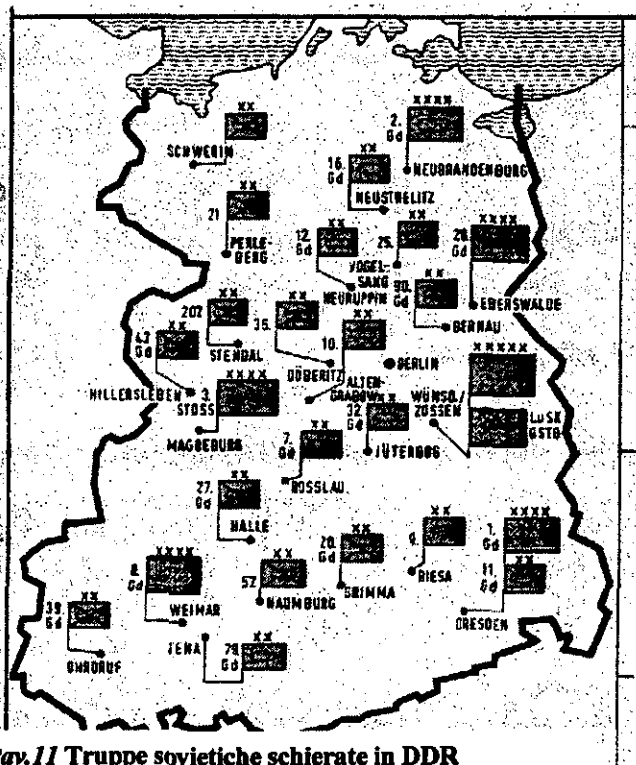 XX
SCHWERIN
XXXX
2.
Gd
NEUBRANDENBURG
XX
16.
Gd
NEUSTRELITZ
XX
21
PERLE-
BERG
XX
12.
Gd
NEURUPPIN
XX
25.
VOGEL-
SANG
XXXX
20.
Gd
EBERSWALDE
XX
90.
Gd
BERNAU
XX
207
STENDAL
XX
35.
DÖBERITZ
XX
10.
ALTEN-
GRABOW
BERLIN
XX
47.
Gd
HILLERSLEBEN
XXXX
3.
STOSS
MAGDEBURG
XXXXX
WÜNSD./
ZOSSEN
LuSK
GSTD
XX
32.
Gd
JÜTERBOG
XX
7.
Gd
ROSSLAU
XX
27.
Gd
HALLE
XX
9.
RIESA
XXXX
1.
Gd
XX
11.
Gd
DRESDEN
XX
20.
Gd
GRIMMA
XXXX
8.
Gd
WEIMAR
XX
57.
NAUMBURG
XX
39.
Gd
OHRDRUF
JENA
XX
79.
Gd
av.11 Truppe sovietiche schierate in DDR